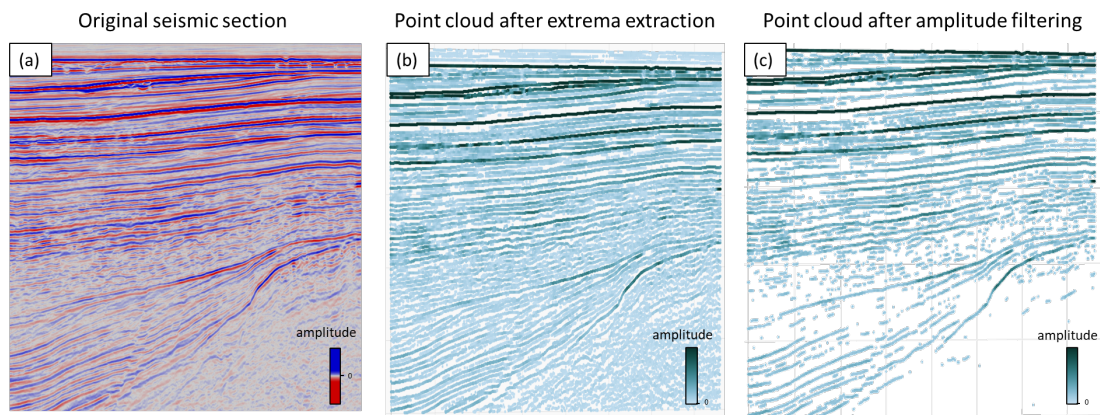 Original seismic section
Point cloud after extrema extraction
Point cloud after amplitude filtering
(a)
(b)
(c)
amplitude
0
amplitude
0
amplitude
0